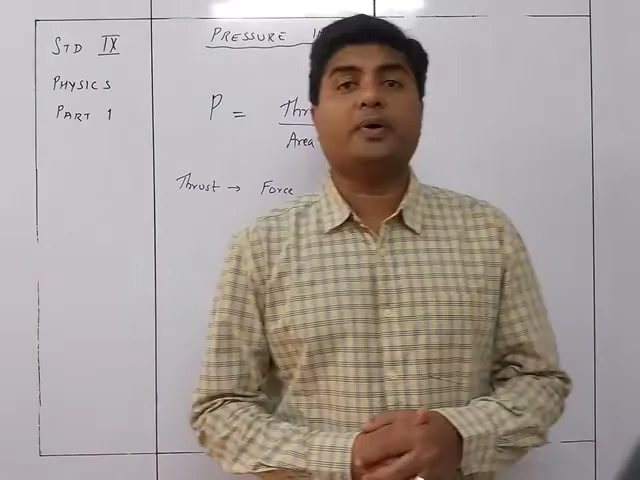 STD IX
PHYSICS
PART 1
PRESSURE
P =
Area
Thrust → Force